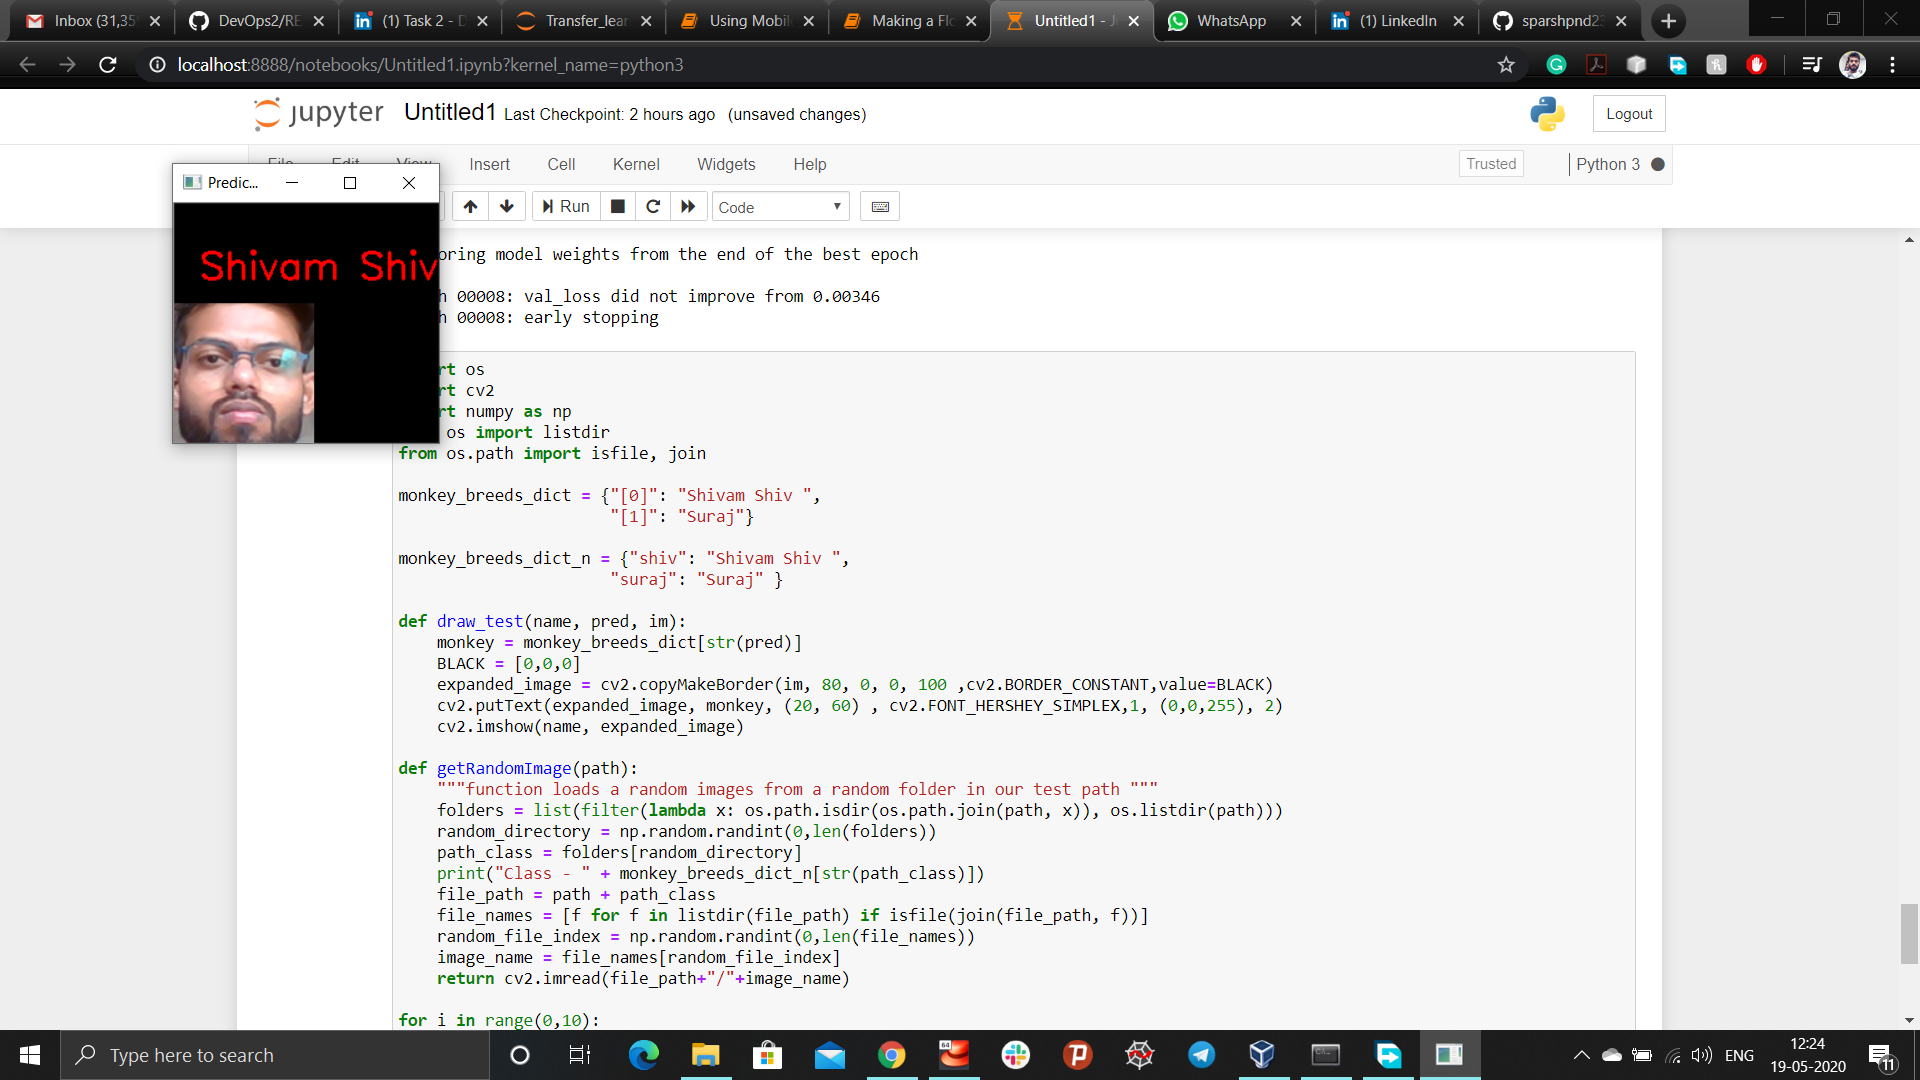 Inbox (31,35
DevOps2/RE
(1) Task 2 - D
Transfer_lear
Using Mobil
Making a Flo
Untitled1 - J
WhatsApp
(1) LinkedIn
sparshpnd23
localhost:8888/notebooks/Untitled1.ipynb?kernel_name=python3
jupyter Untitled1 Last Checkpoint: 2 hours ago (unsaved changes)
Logout
File Edit View Insert Cell Kernel Widgets Help
Trusted
Python 3
Predic...
Run
Code
Shivam Shiv
oring model weights from the end of the best epoch
h 00008: val_loss did not improve from 0.00346
h 00008: early stopping
rt os
rt cv2
rt numpy as np
os import listdir
from os.path import isfile, join
monkey_breeds_dict = {"[0]": "Shivam Shiv ",
"[1]": "Suraj"}
monkey_breeds_dict_n = {"shiv": "Shivam Shiv ",
"suraj": "Suraj" }
def draw_test(name, pred, im):
monkey = monkey_breeds_dict[str(pred)]
BLACK = [0,0,0]
expanded_image = cv2.copyMakeBorder(im, 80, 0, 0, 100 ,cv2.BORDER_CONSTANT,value=BLACK)
cv2.putText(expanded_image, monkey, (20, 60) , cv2.FONT_HERSHEY_SIMPLEX,1, (0,0,255), 2)
cv2.imshow(name, expanded_image)
def getRandomImage(path):
"""function loads a random images from a random folder in our test path """
folders = list(filter(lambda x: os.path.isdir(os.path.join(path, x)), os.listdir(path)))
random_directory = np.random.randint(0,len(folders))
path_class = folders[random_directory]
print("Class - " + monkey_breeds_dict_n[str(path_class)])
file_path = path + path_class
file_names = [f for f in listdir(file_path) if isfile(join(file_path, f))]
random_file_index = np.random.randint(0,len(file_names))
image_name = file_names[random_file_index]
return cv2.imread(file_path+"/"+image_name)
for i in range(0,10):
Type here to search
64
ENG
12:24
19-05-2020
11